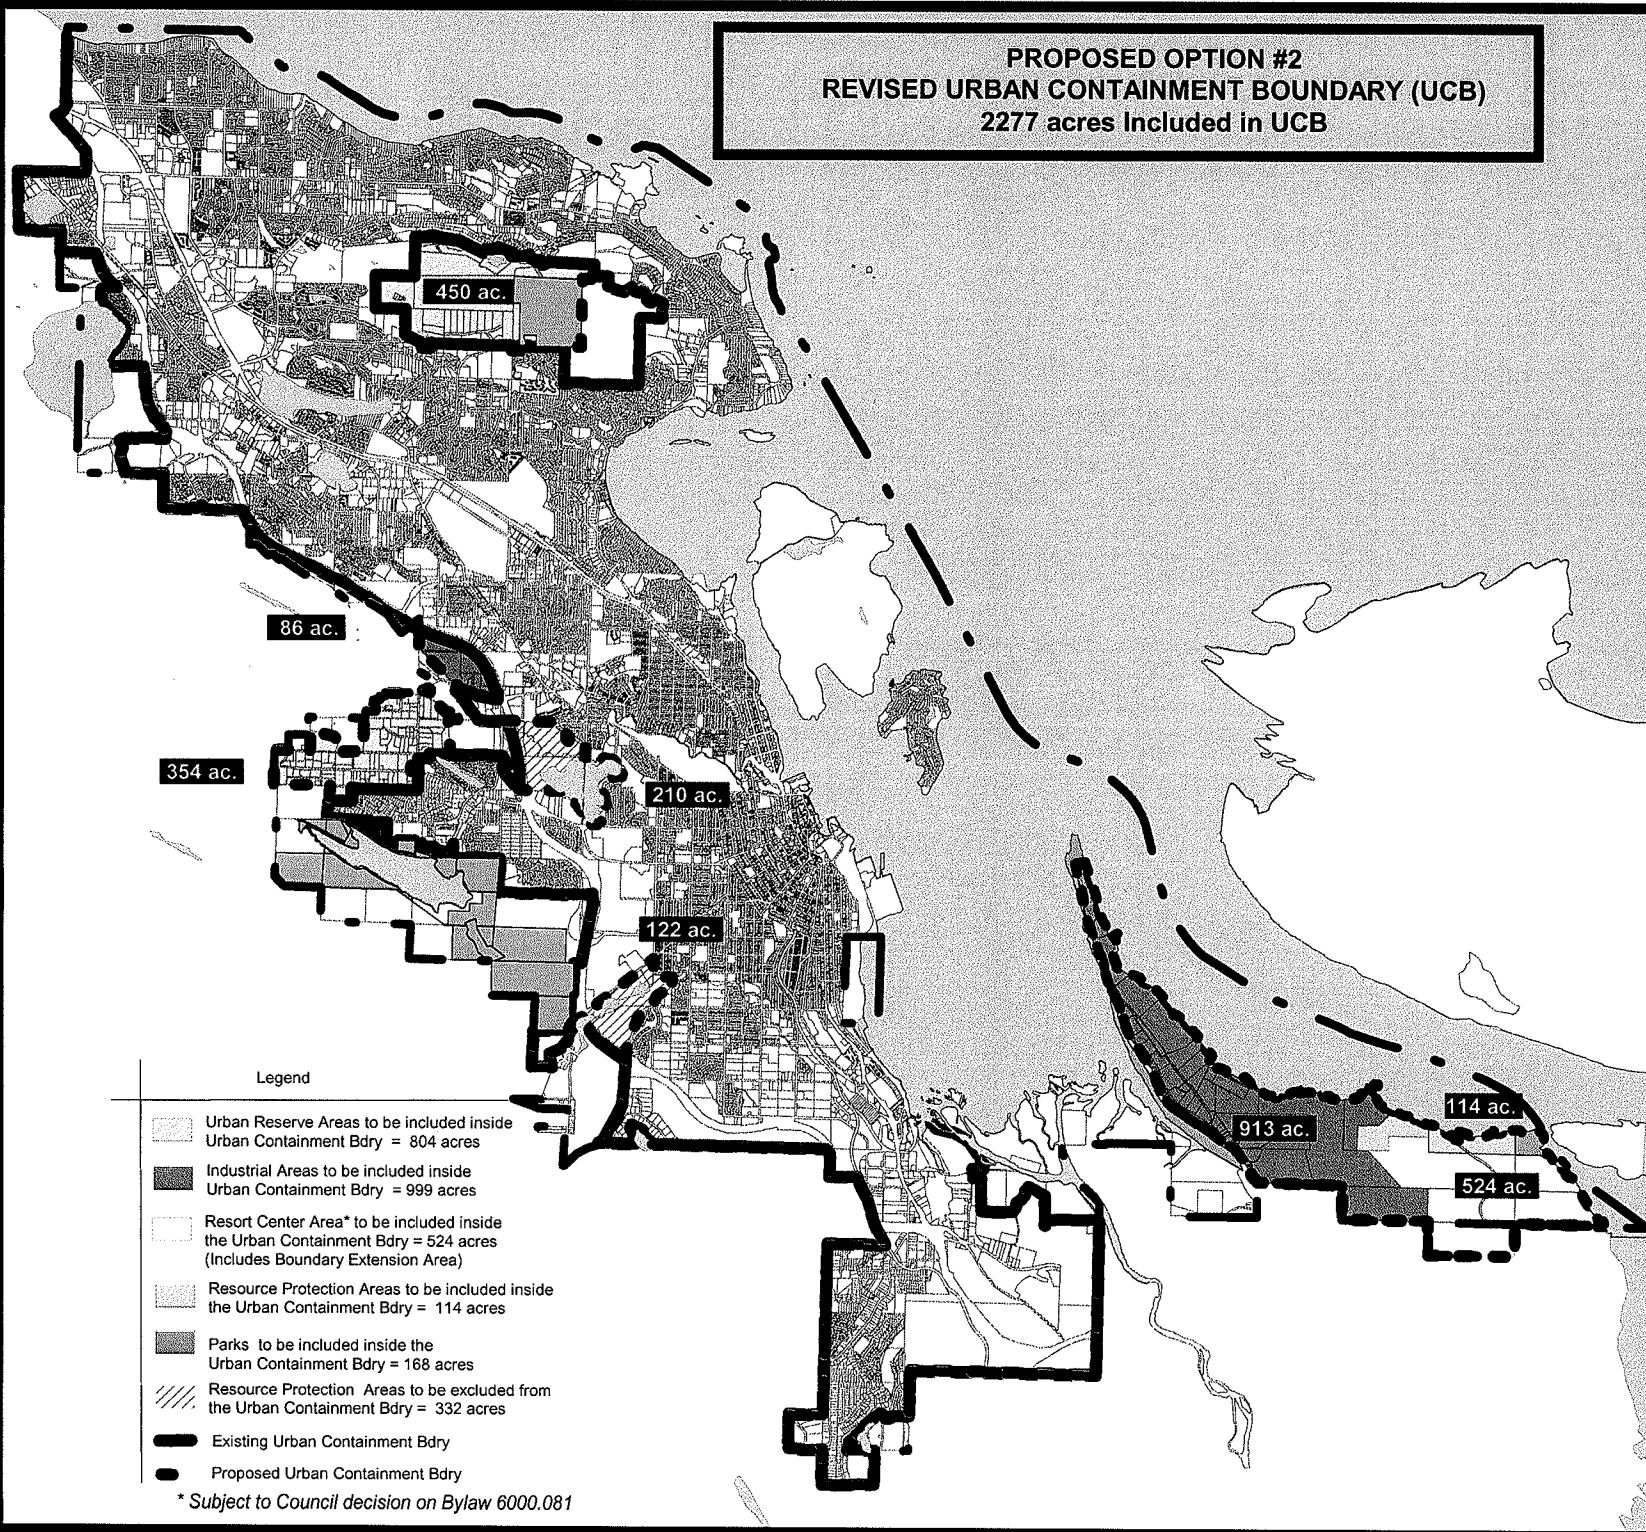 PROPOSED OPTION #2
REVISED URBAN CONTAINMENT BOUNDARY (UCB)
2277 acres Included in UCB
450 ac.
86 ac.
354 ac.
210 ac.
122 ac.
114 ac.
913 ac.
524 ac.
Legend
Urban Reserve Areas to be included inside
Urban Containment Bdry = 804 acres
Industrial Areas to be included inside
Urban Containment Bdry = 999 acres
Resort Center Area* to be included inside
the Urban Containment Bdry = 524 acres
(Includes Boundary Extension Area)
Resource Protection Areas to be included inside
the Urban Containment Bdry = 114 acres
Parks to be included inside the
Urban Containment Bdry = 168 acres
Resource Protection Areas to be excluded from
the Urban Containment Bdry = 332 acres
Existing Urban Containment Bdry
Proposed Urban Containment Bdry
* Subject to Council decision on Bylaw 6000.081